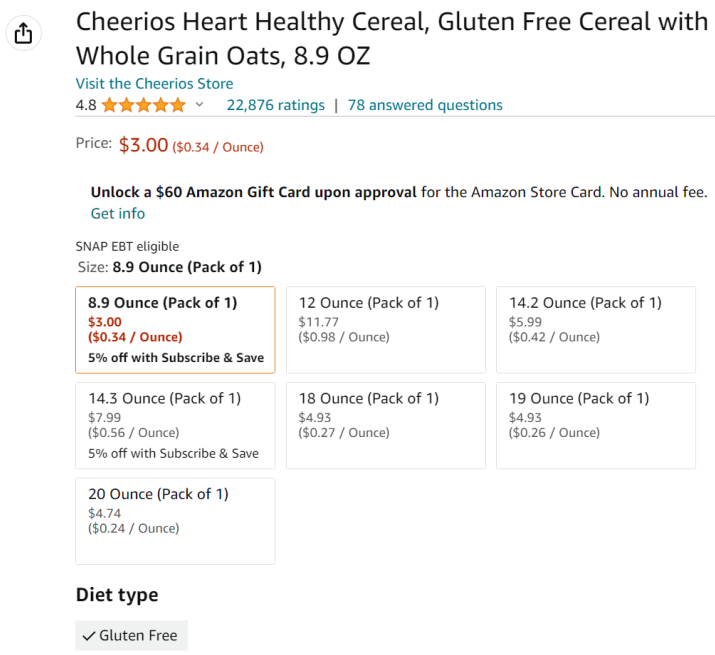 Cheerios Heart Healthy Cereal, Gluten Free Cereal with
Whole Grain Oats, 8.9 OZ
Visit the Cheerios Store
4.8 22,876 ratings | 78 answered questions
Price: $3.00 ($0.34 / Ounce)
Unlock a $60 Amazon Gift Card upon approval for the Amazon Store Card. No annual fee.
Get info
SNAP EBT eligible
Size: 8.9 Ounce (Pack of 1)
8.9 Ounce (Pack of 1)
$3.00
($0.34 / Ounce)
5% off with Subscribe & Save
12 Ounce (Pack of 1)
$11.77
($0.98 / Ounce)
14.2 Ounce (Pack of 1)
$5.99
($0.42 / Ounce)
14.3 Ounce (Pack of 1)
$7.99
($0.56 / Ounce)
5% off with Subscribe & Save
18 Ounce (Pack of 1)
$4.93
($0.27 / Ounce)
19 Ounce (Pack of 1)
$4.93
($0.26 / Ounce)
20 Ounce (Pack of 1)
$4.74
($0.24 / Ounce)
Diet type
Gluten Free